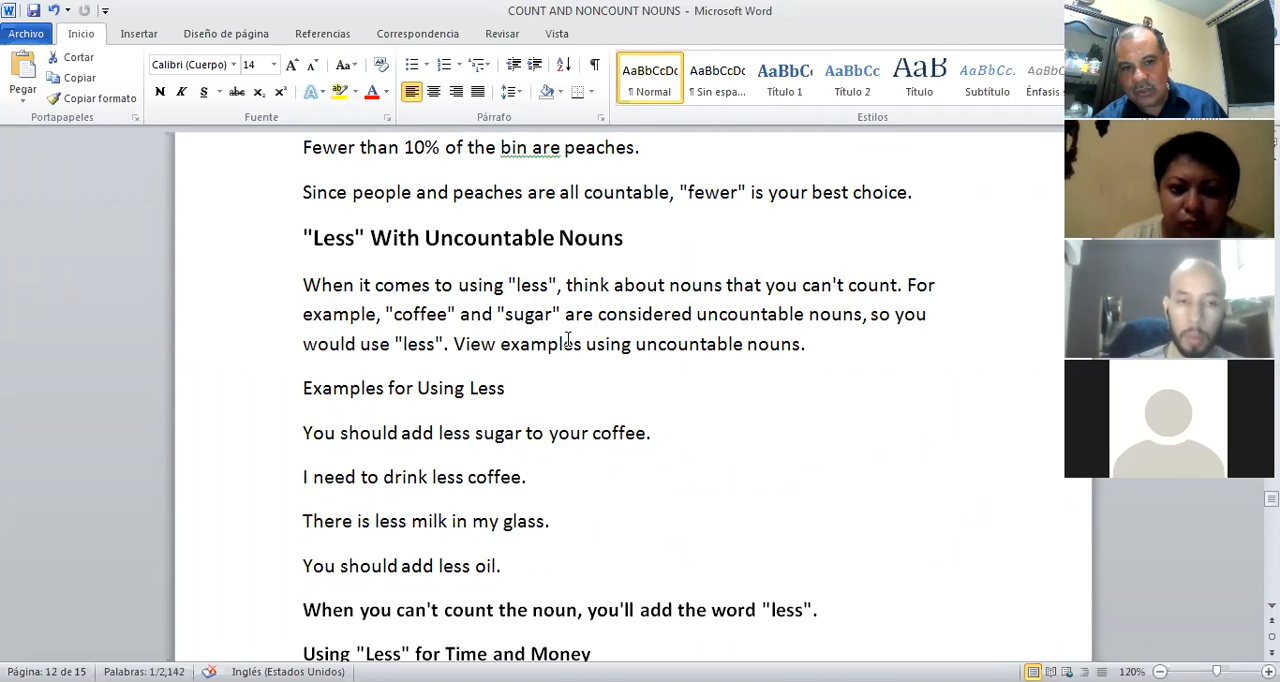 COUNT AND NONCOUNT NOUNS - Microsoft Word
Archivo Inicio Insertar Diseño de página Referencias Correspondencia Revisar Vista
Pegar
Cortar
Copiar
Copiar formato
Portapapeles
Calibri (Cuerpo) 14
N K S abc x₂ x²
Fuente
Párrafo
AaBbCcDc AaBbCcDc AaBbC AaBbCc AaB AaBbCc. AaBbCc
¶ Normal ¶ Sin espa... Título 1 Título 2 Título Subtítulo Énfasis
Estilos
Fewer than 10% of the bin are peaches.
Since people and peaches are all countable, "fewer" is your best choice.
"Less" With Uncountable Nouns
When it comes to using "less", think about nouns that you can't count. For
example, "coffee" and "sugar" are considered uncountable nouns, so you
would use "less". View examples using uncountable nouns.
Examples for Using Less
You should add less sugar to your coffee.
I need to drink less coffee.
There is less milk in my glass.
You should add less oil.
When you can't count the noun, you'll add the word "less".
Using "Less" for Time and Money
Página: 12 de 15 Palabras: 1/2,142 Inglés (Estados Unidos) 120%